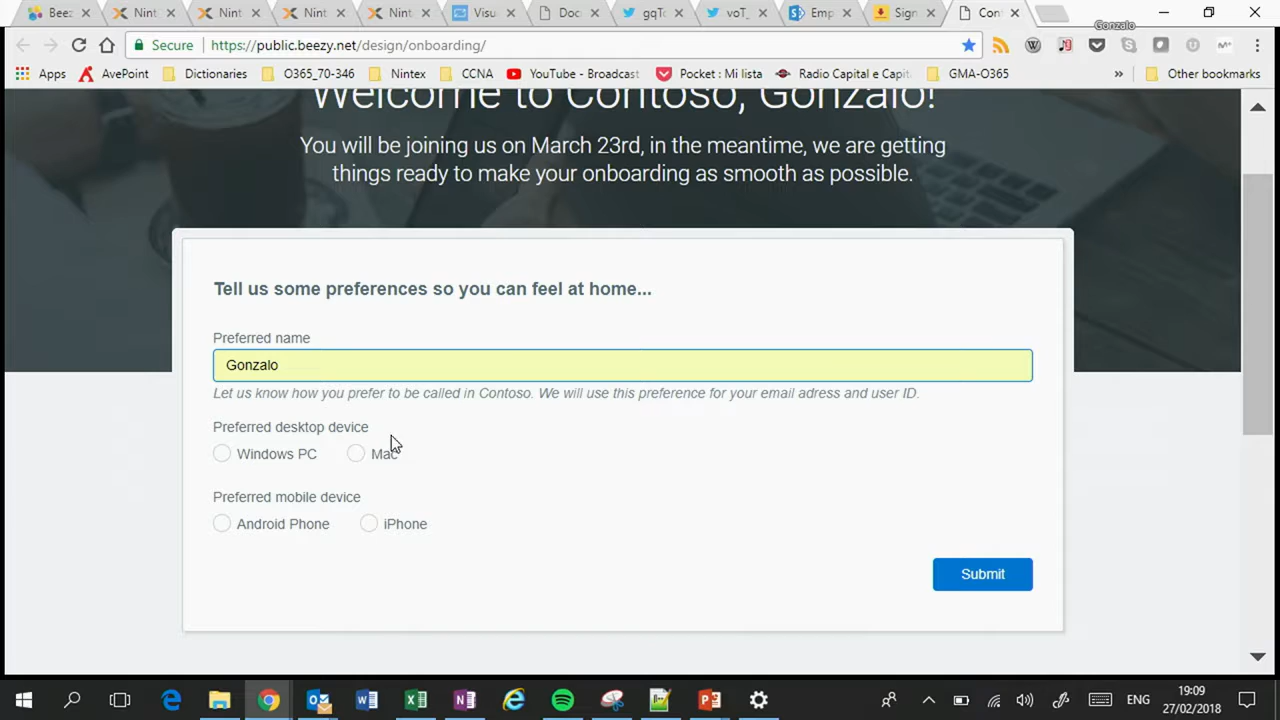 Beez
Nint
Nint
Nint
Nint
Visu
Doc
gqTo
voT_
Emp
Sign
Con
Gonzalo
Secure
https://public.beezy.net/design/onboarding/
Apps
AvePoint
Dictionaries
O365_70-346
Nintex
CCNA
YouTube - Broadcast
Pocket : Mi lista
Radio Capital e Capit
GMA-O365
»
Other bookmarks
Welcome to Contoso, Gonzalo!
You will be joining us on March 23rd, in the meantime, we are getting
things ready to make your onboarding as smooth as possible.
Tell us some preferences so you can feel at home...
Preferred name
Gonzalo
Let us know how you prefer to be called in Contoso. We will use this preference for your email adress and user ID.
Preferred desktop device
Windows PC Mac
Preferred mobile device
Android Phone iPhone
Submit
ENG
19:09
27/02/2018